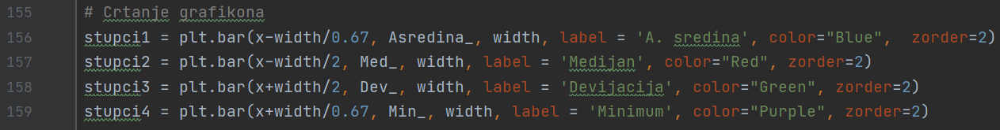 155 # Crtanje grafikona
156 stupci1 = plt.bar(x-width/0.67, Asredina_, width, label = 'A. sredina', color="Blue",  zorder=2)
157 stupci2 = plt.bar(x-width/2, Med_, width, label = 'Medijan', color="Red", zorder=2)
158 stupci3 = plt.bar(x+width/2, Dev_, width, label = 'Devijacija', color="Green", zorder=2)
159 stupci4 = plt.bar(x+width/0.67, Min_, width, label = 'Minimum', color="Purple", zorder=2)